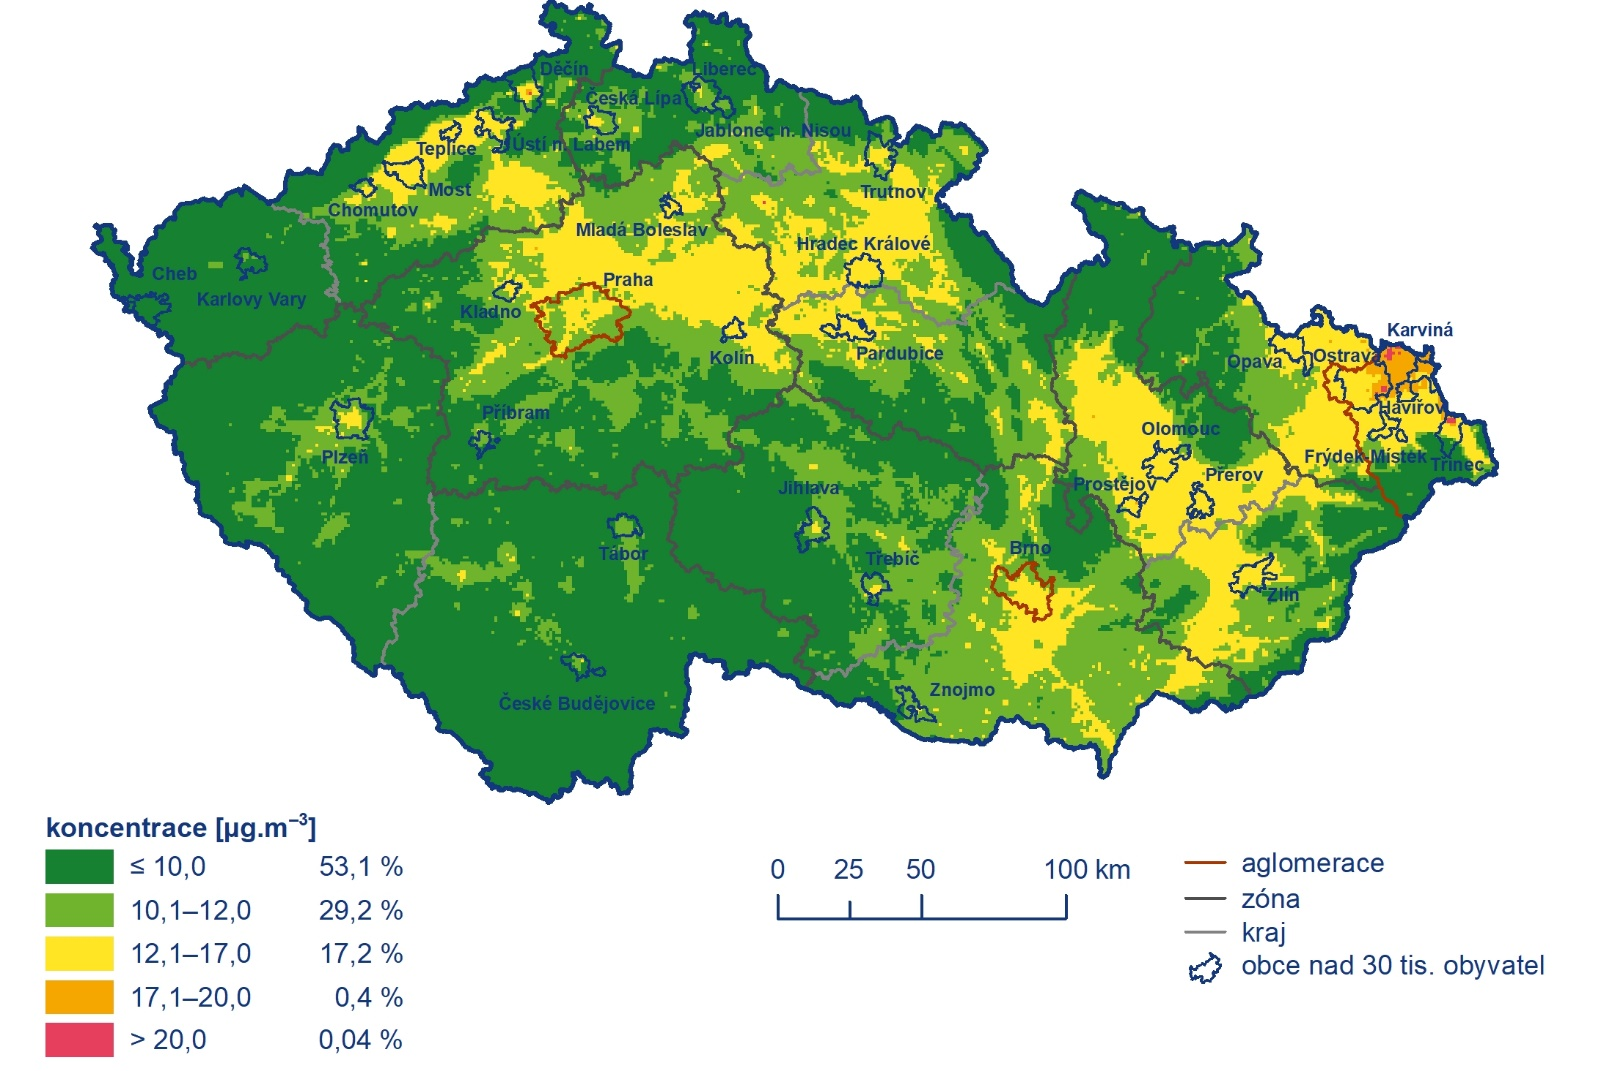 Děčín
Liberec
Česká Lípa
Jablonec n. Nisou
Ústí n. Labem
Teplice
Most
Trutnov
Chomutov
Mladá Boleslav
Hradec Králové
Cheb
Praha
Karlovy Vary
Kladno
Karviná
Kolín
Pardubice
Opava
Ostrava
Havířov
Příbram
Olomouc
Plzeň
Frýdek-Místek
Třinec
Přerov
Jihlava
Prostějov
Tábor
Brno
Třebíč
Zlín
Znojmo
České Budějovice
koncentrace [µg.m⁻³]
≤ 10,0 53,1 %
10,1–12,0 29,2 %
12,1–17,0 17,2 %
17,1–20,0 0,4 %
> 20,0 0,04 %
0 25 50 100 km
aglomerace
zóna
kraj
obce nad 30 tis. obyvatel